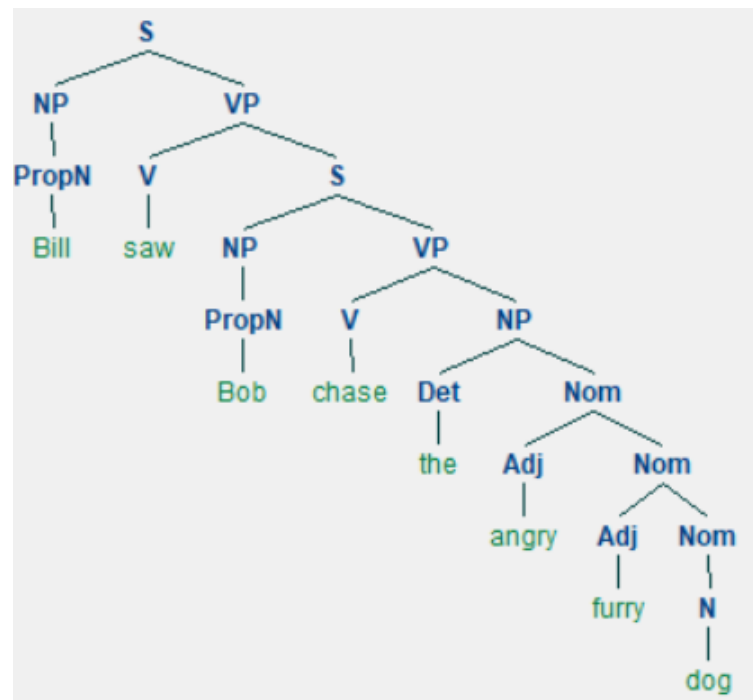 S
NP VP
PropN V S
Bill saw NP VP
PropN V NP
Bob chase Det Nom
the Adj Nom
angry Adj Nom
furry N
dog